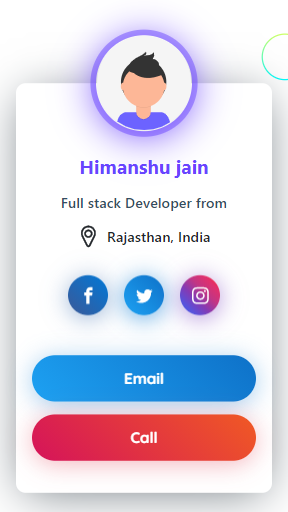 Himanshu jain
Full stack Developer from
Rajasthan, India
Email
Call